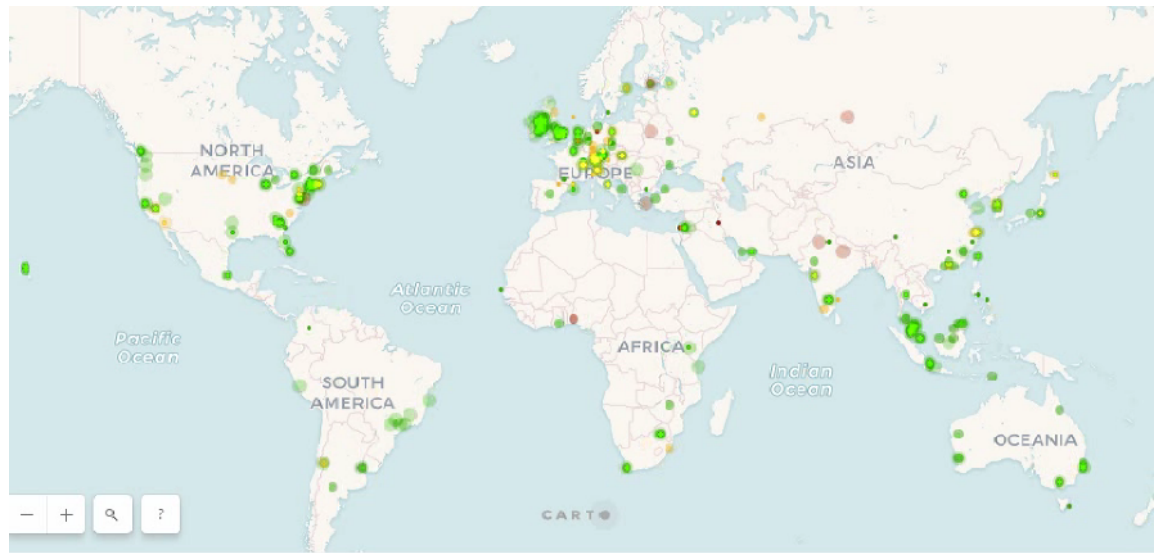 NORTH
AMERICA
EUROPE
ASIA
Atlantic
Ocean
Pacific
Ocean
AFRICA
Indian
Ocean
SOUTH
AMERICA
OCEANIA
− + ?
CARTO